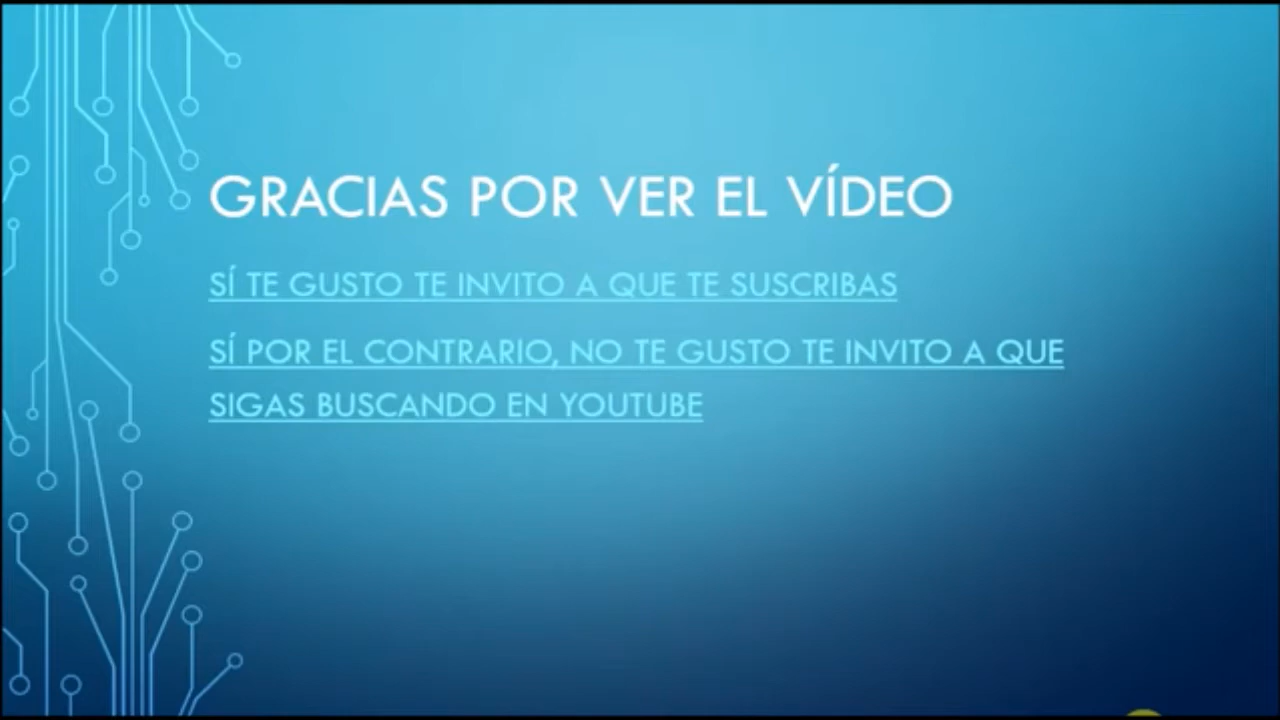 GRACIAS POR VER EL VÍDEO
SÍ TE GUSTO TE INVITO A QUE TE SUSCRIBAS
SÍ POR EL CONTRARIO, NO TE GUSTO TE INVITO A QUE
SIGAS BUSCANDO EN YOUTUBE